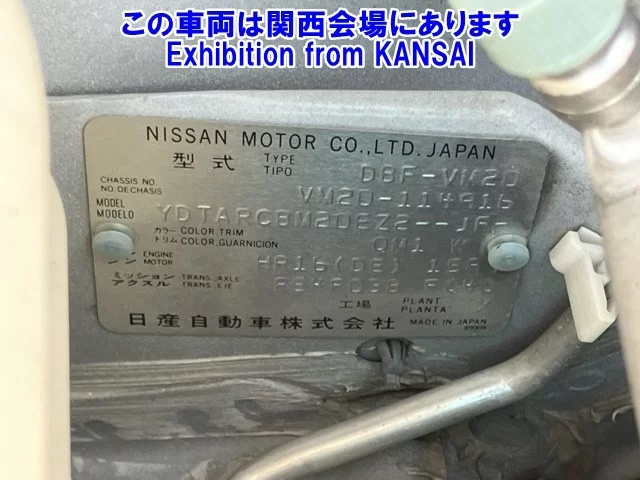 この車両は関西会場にあります
Exhibition from KANSAI
NISSAN MOTOR CO.,LTD. JAPAN
型式 TYPE TIPO DBF-VM20
CHASSIS NO. NO. DE CHASIS VM20-114916
MODEL MODELO YDTARCBM20EZ2--JF-
カラー COLOR,TRIM
トリム COLOR,GUARNICION QM1 K
エンジン ENGINE MOTOR HR16(DE)
ミッション TRANS., AXLE
アクスル TRANS., EJE
工場 PLANT PLANTA
日産自動車株式会社 MADE IN JAPAN